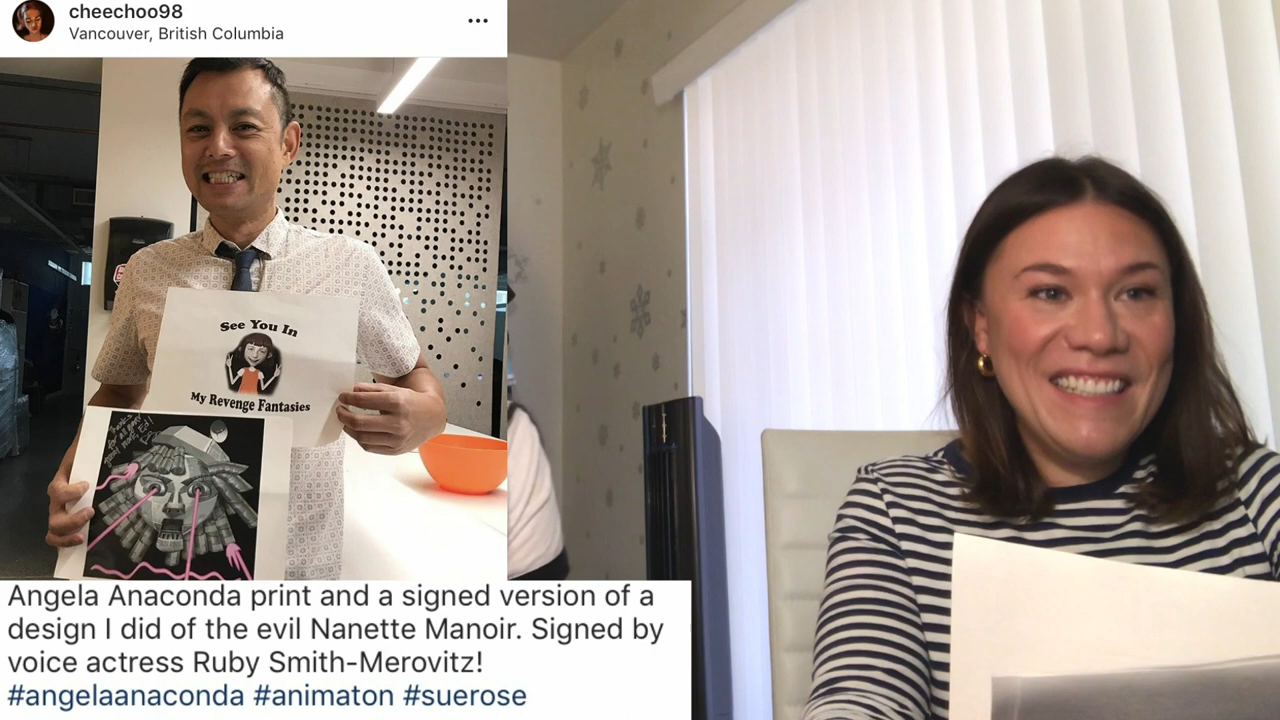 cheechoo98
Vancouver, British Columbia
See You In
My Revenge Fantasies
Angela Anaconda print and a signed version of a
design I did of the evil Nanette Manoir. Signed by
voice actress Ruby Smith-Merovitz!
#angelaanaconda #animaton #suerose